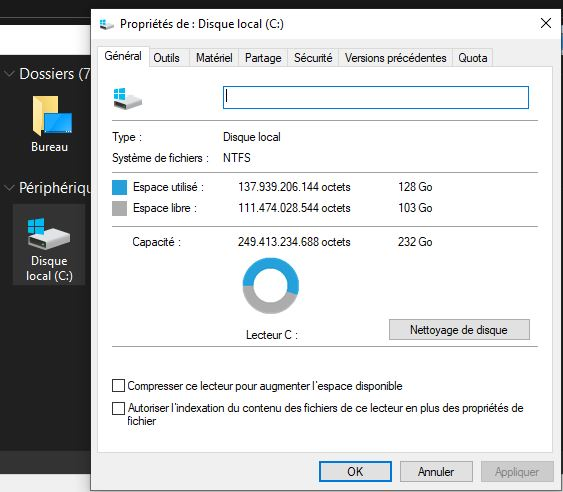 Propriétés de : Disque local (C:)
Général Outils Matériel Partage Sécurité Versions précédentes Quota
Dossiers (7
Bureau
Périphériqu
Disque
local (C:)
Type : Disque local
Système de fichiers : NTFS
Espace utilisé : 137.939.206.144 octets 128 Go
Espace libre : 111.474.028.544 octets 103 Go
Capacité : 249.413.234.688 octets 232 Go
Lecteur C : Nettoyage de disque
Compresser ce lecteur pour augmenter l'espace disponible
Autoriser l'indexation du contenu des fichiers de ce lecteur en plus des propriétés de
fichier
OK Annuler Appliquer